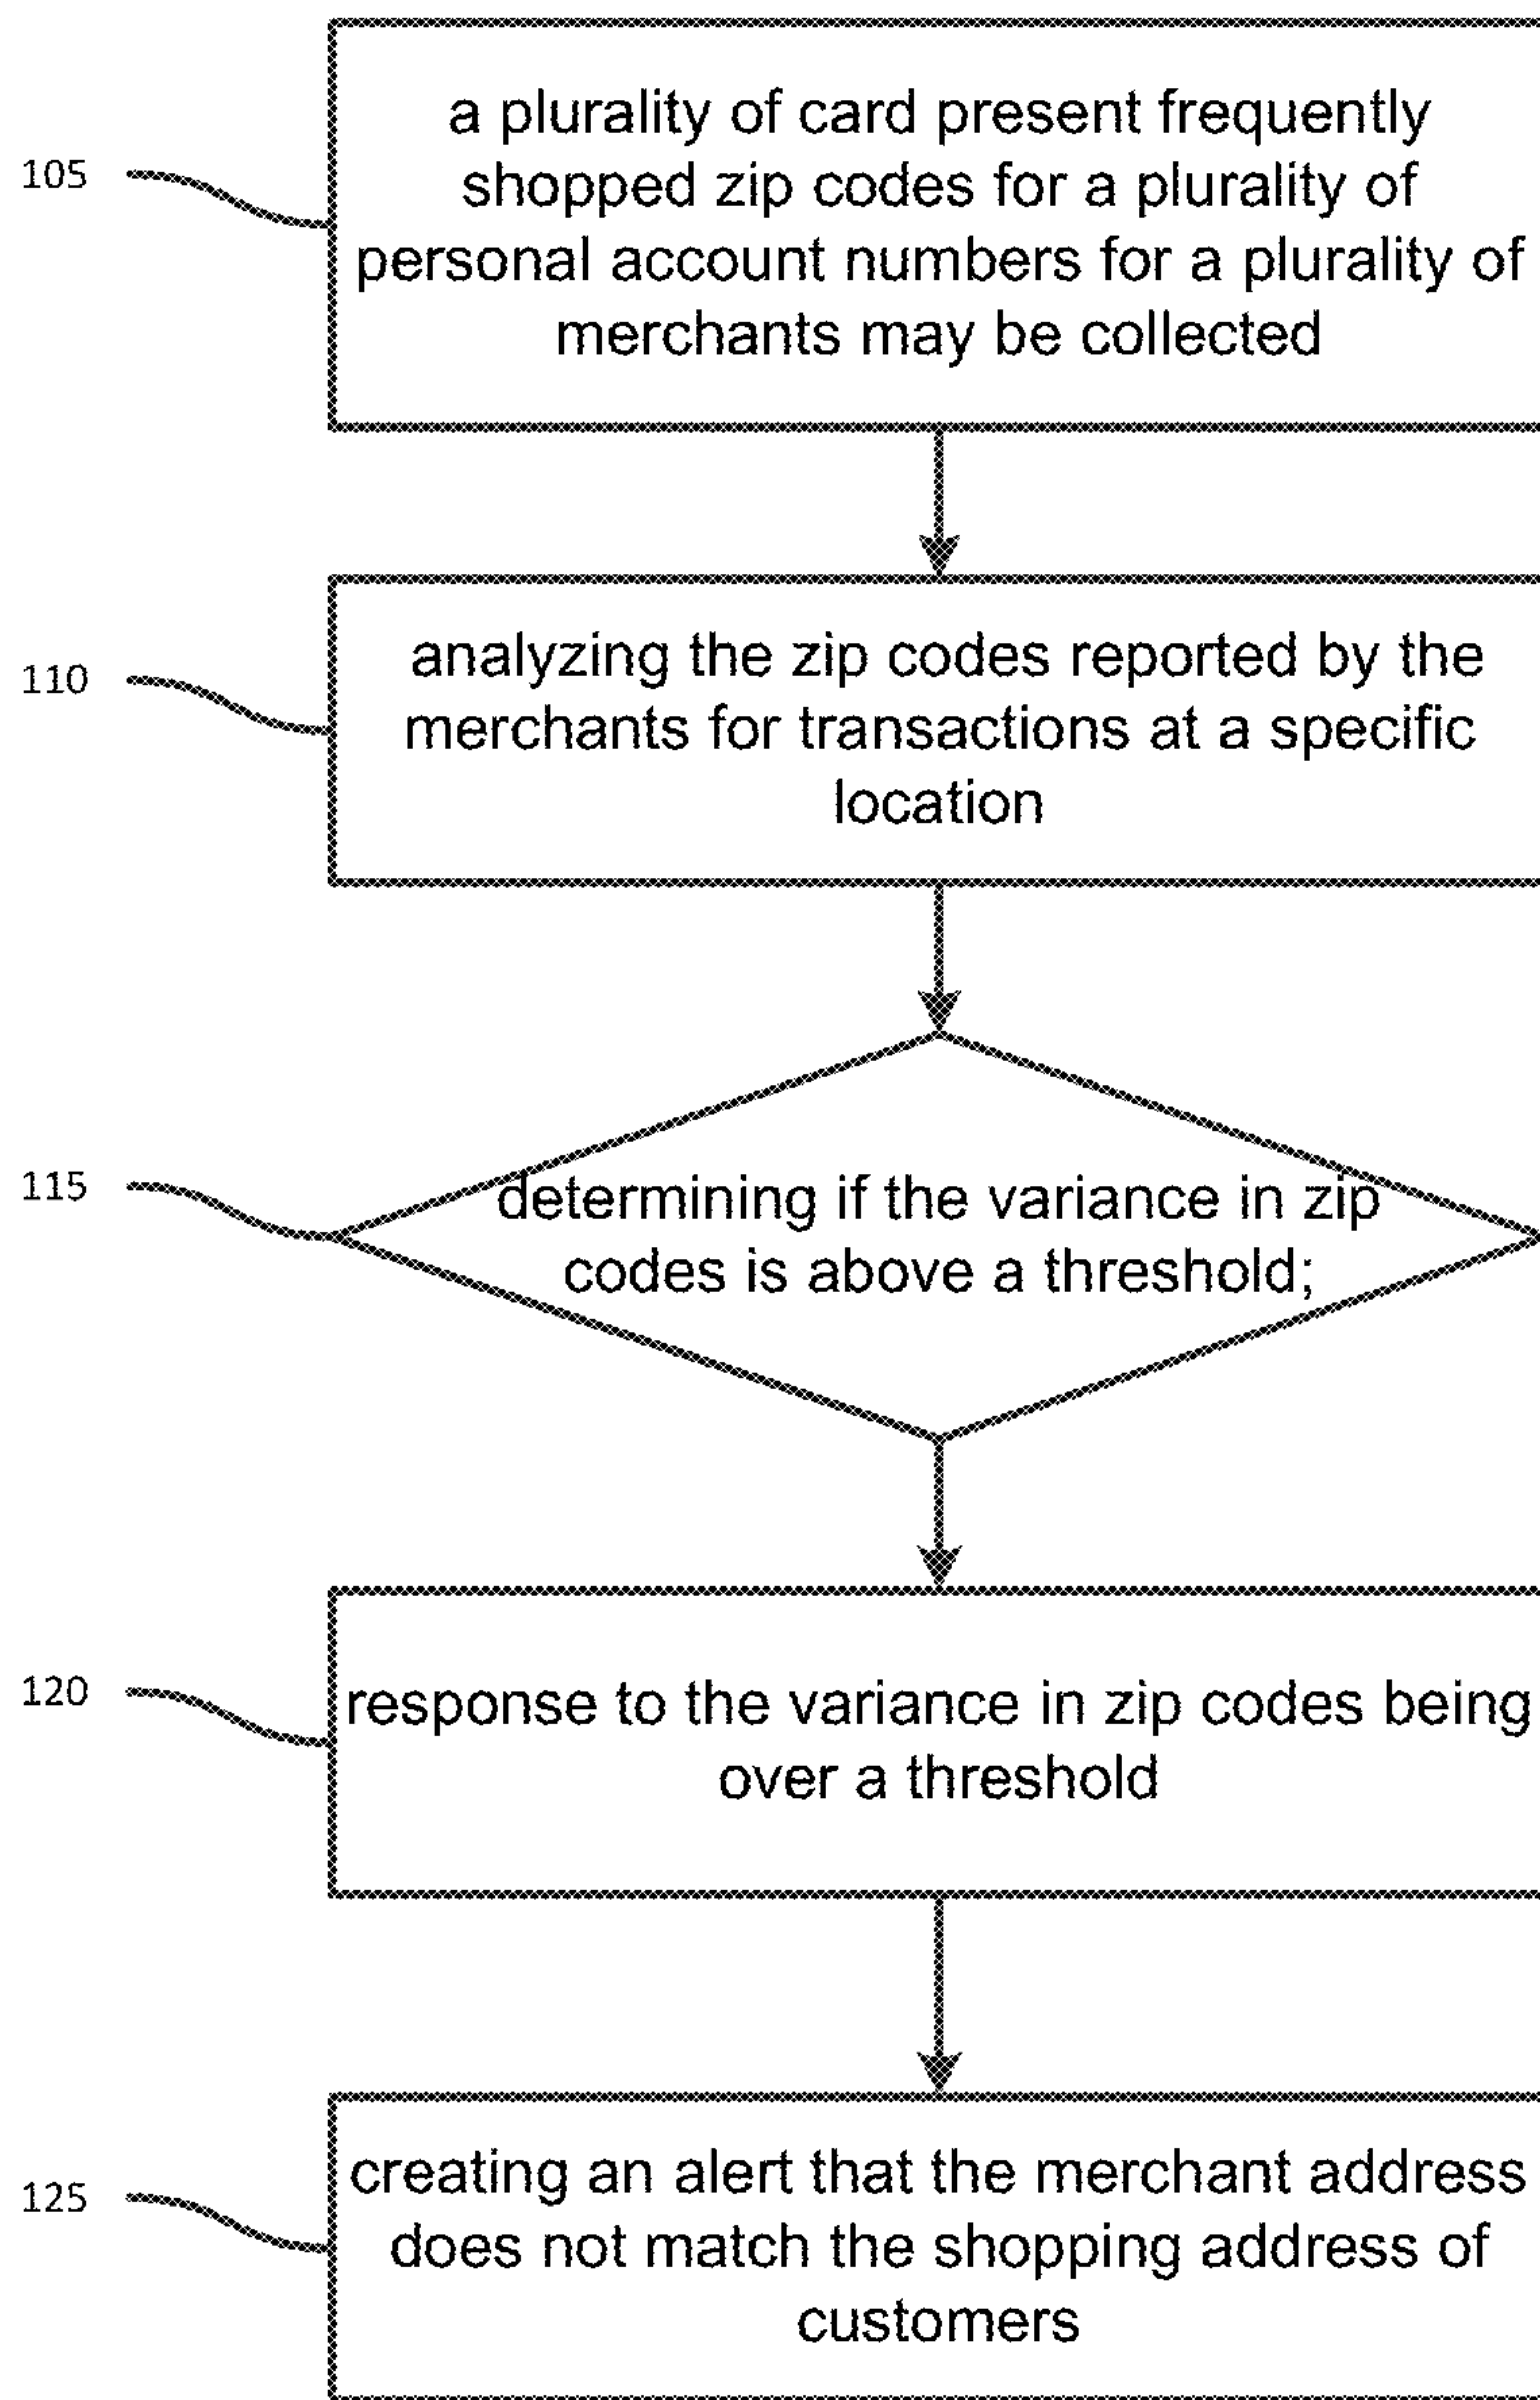 105
a plurality of card present frequently
shopped zip codes for a plurality of
personal account numbers for a plurality of
merchants may be collected
110
analyzing the zip codes reported by the
merchants for transactions at a specific
location
115
determining if the variance in zip
codes is above a threshold;
120
response to the variance in zip codes being
over a threshold
125
creating an alert that the merchant address
does not match the shopping address of
customers